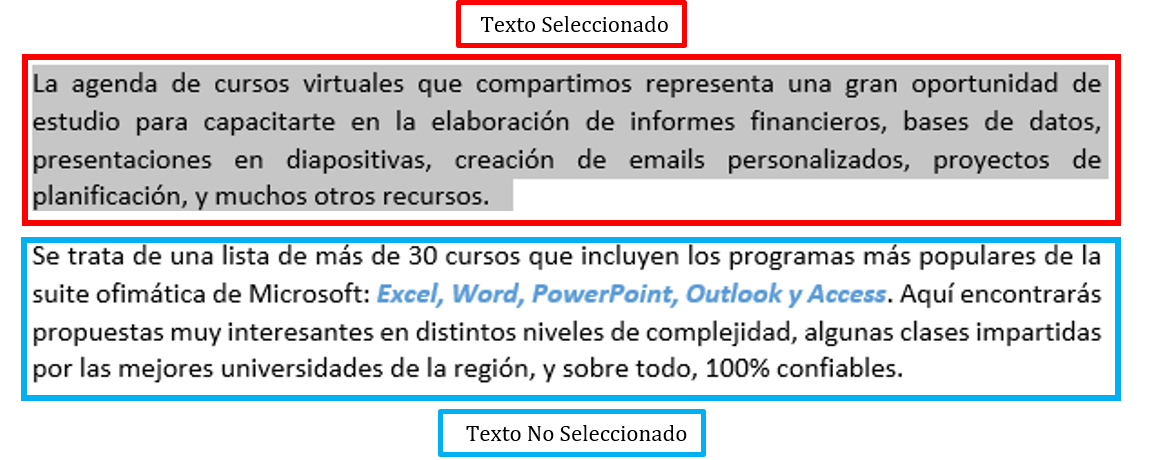 Texto Seleccionado
La agenda de cursos virtuales que compartimos representa una gran oportunidad de
estudio para capacitarte en la elaboración de informes financieros, bases de datos,
presentaciones en diapositivas, creación de emails personalizados, proyectos de
planificación, y muchos otros recursos.
Se trata de una lista de más de 30 cursos que incluyen los programas más populares de la
suite ofimática de Microsoft: Excel, Word, PowerPoint, Outlook y Access. Aquí encontrarás
propuestas muy interesantes en distintos niveles de complejidad, algunas clases impartidas
por las mejores universidades de la región, y sobre todo, 100% confiables.
Texto No Seleccionado